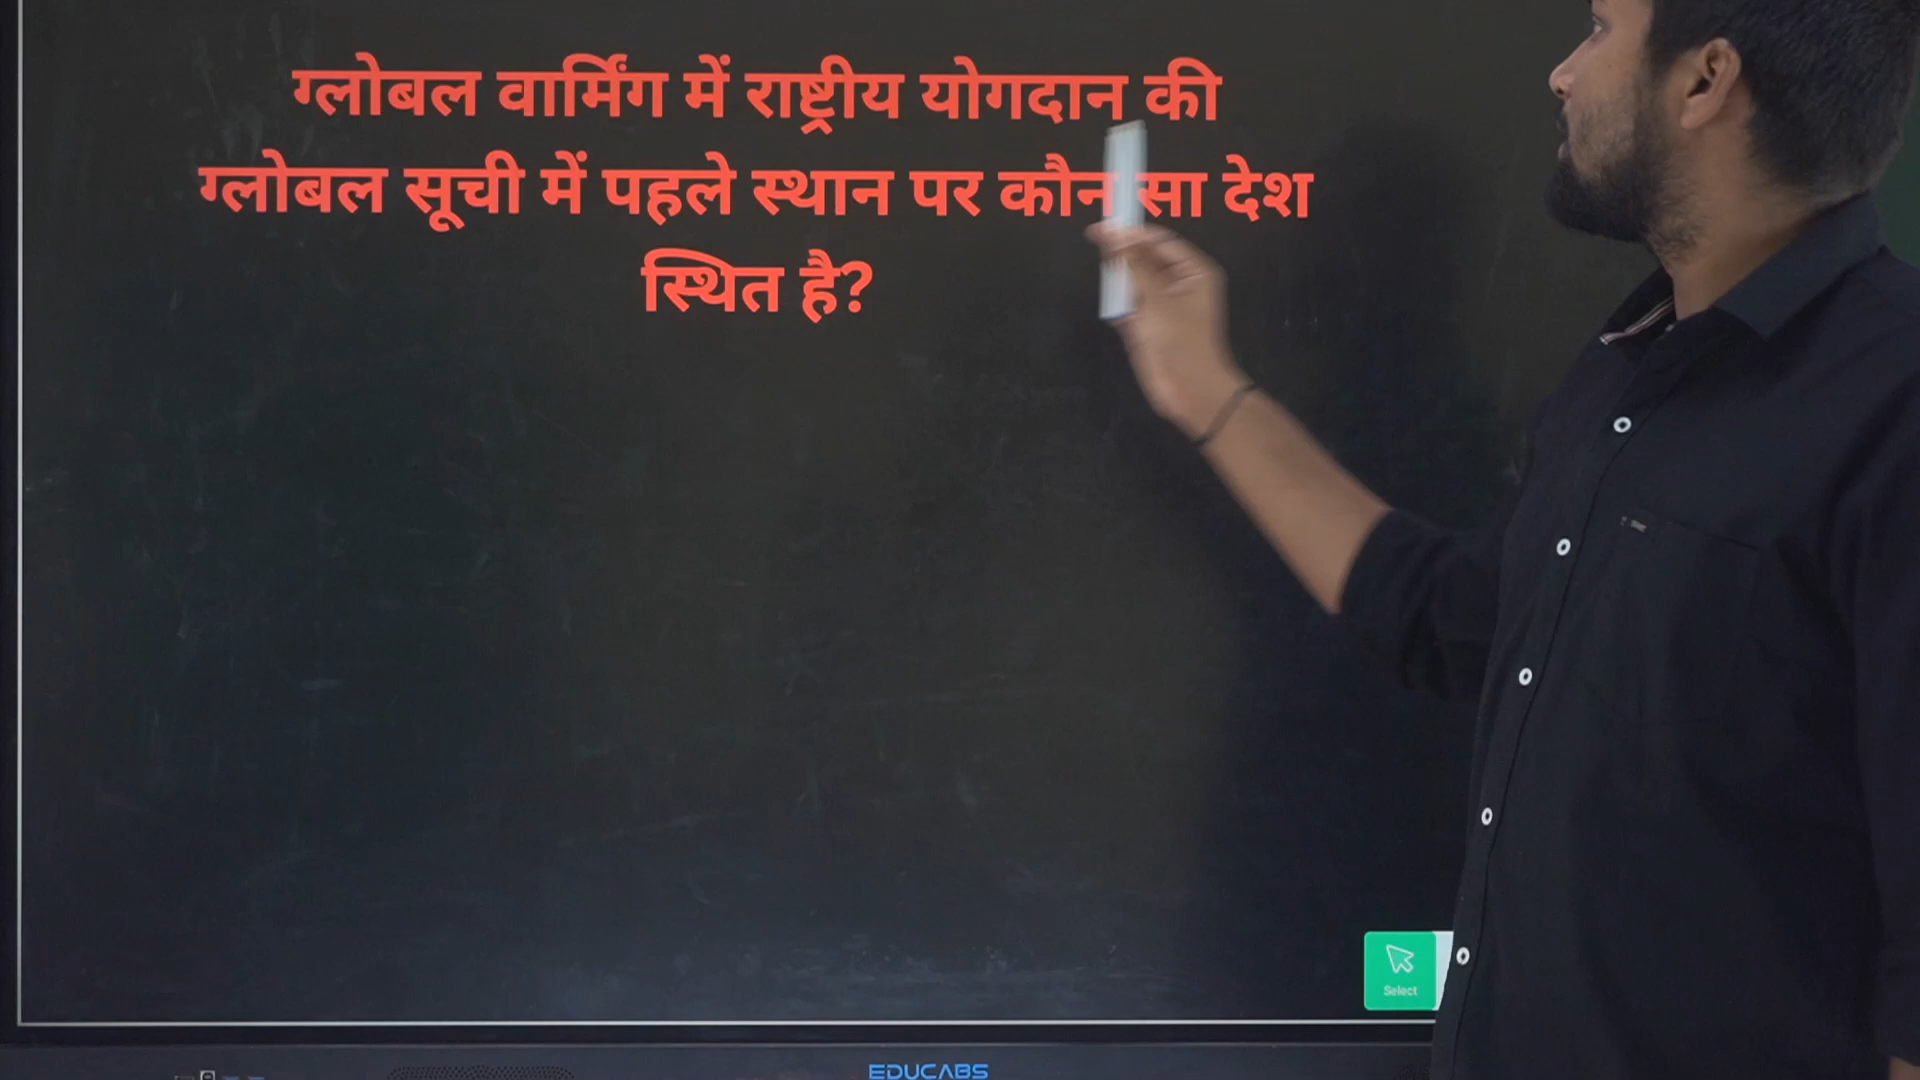 ग्लोबल वार्मिंग में राष्ट्रीय योगदान की
ग्लोबल सूची में पहले स्थान पर कौन सा देश
स्थित है?
Select
EDUCABS